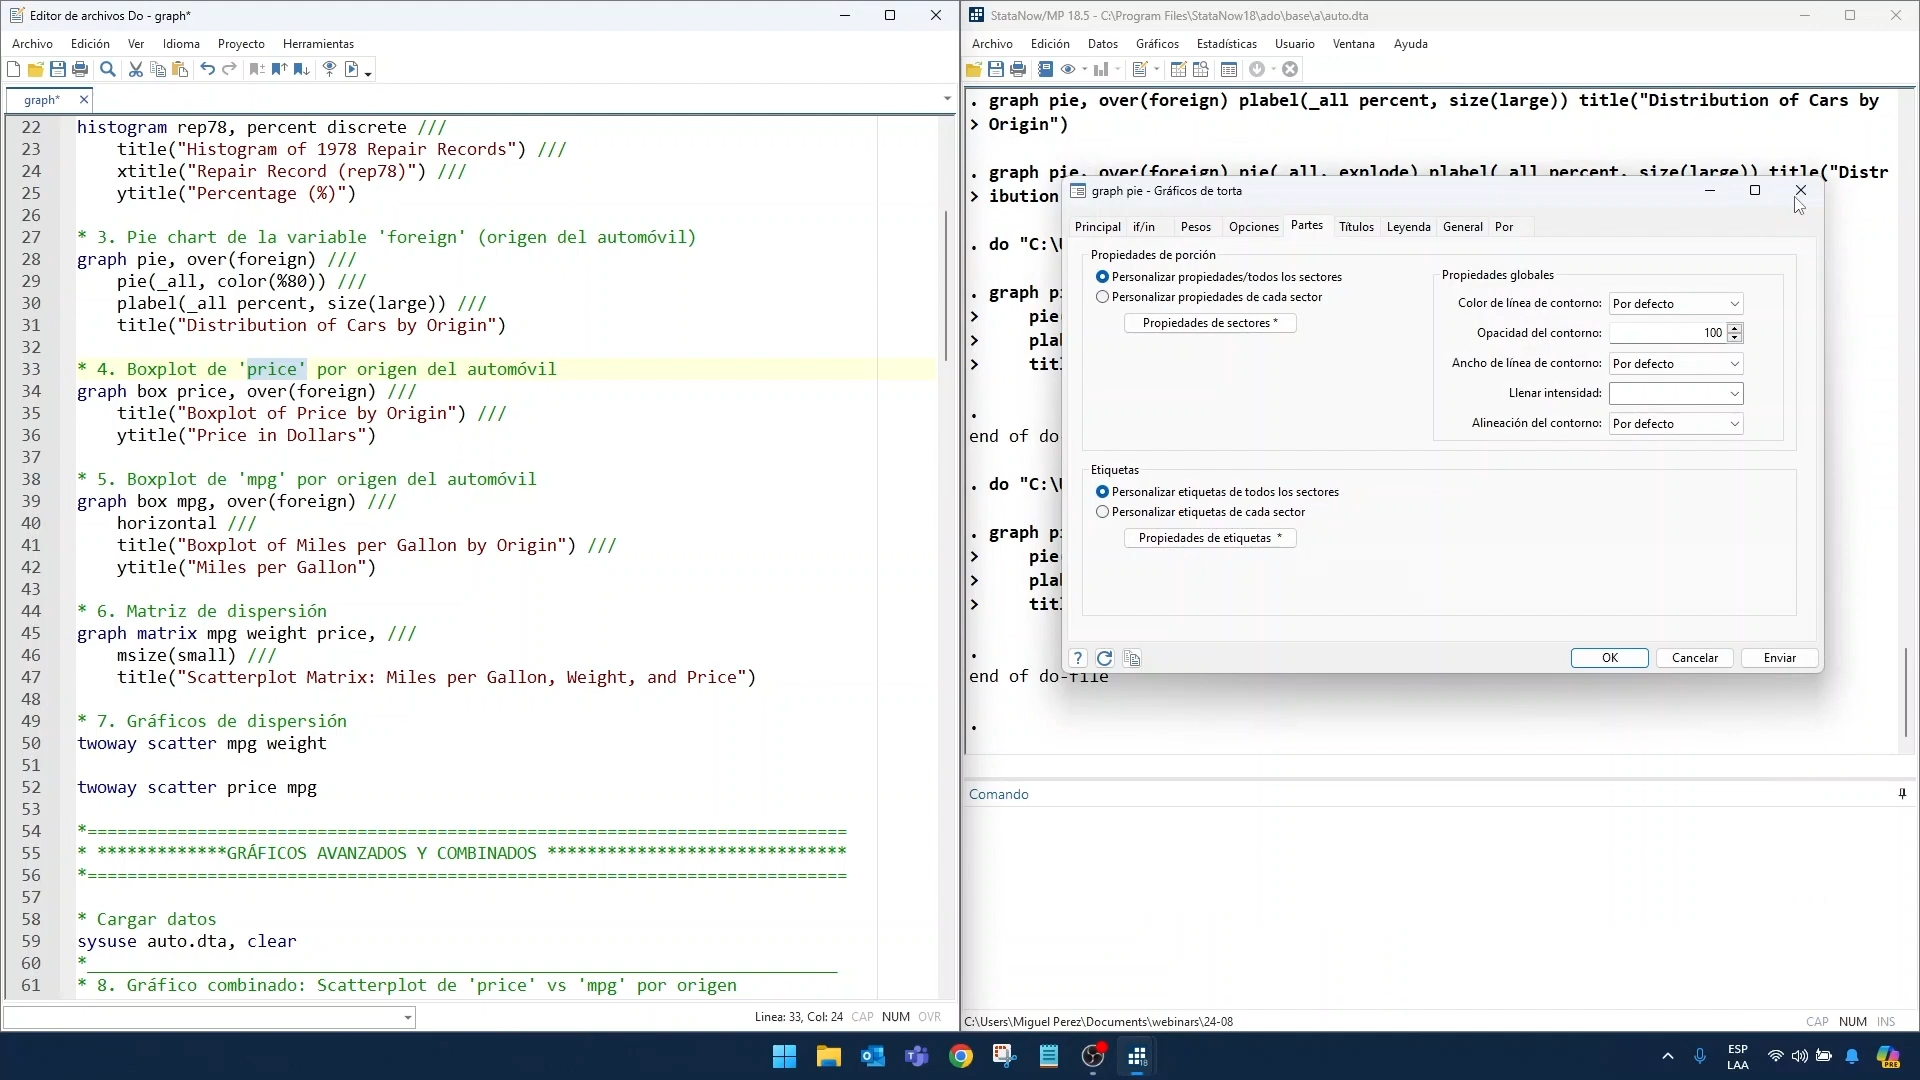 Editor de archivos Do - graph*
Archivo Edición Ver Idioma Proyecto Herramientas
graph*
22 histogram rep78, percent discrete ///
23 title("Histogram of 1978 Repair Records") ///
24 xtitle("Repair Record (rep78)") ///
25 ytitle("Percentage (%)")
26
27 * 3. Pie chart de la variable 'foreign' (origen del automóvil)
28 graph pie, over(foreign) ///
29 pie(_all, color(%80)) ///
30 plabel(_all percent, size(large)) ///
31 title("Distribution of Cars by Origin")
32
33 * 4. Boxplot de 'price' por origen del automóvil
34 graph box price, over(foreign) ///
35 title("Boxplot of Price by Origin") ///
36 ytitle("Price in Dollars")
37
38 * 5. Boxplot de 'mpg' por origen del automóvil
39 graph box mpg, over(foreign) ///
40 horizontal ///
41 title("Boxplot of Miles per Gallon by Origin") ///
42 ytitle("Miles per Gallon")
43
44 * 6. Matriz de dispersión
45 graph matrix mpg weight price, ///
46 msize(small) ///
47 title("Scatterplot Matrix: Miles per Gallon, Weight, and Price")
48
49 * 7. Gráficos de dispersión
50 twoway scatter mpg weight
51
52 twoway scatter price mpg
53
54 *============================================================================
55 * *************GRÁFICOS AVANZADOS Y COMBINADOS ******************************
56 *============================================================================
57
58 * Cargar datos
59 sysuse auto.dta, clear
60 *___________________________________________________________________________
61 * 8. Gráfico combinado: Scatterplot de 'price' vs 'mpg' por origen
Linea: 33, Col: 24 CAP NUM OVR
StataNow/MP 18.5 - C:\Program Files\StataNow18\ado\base\a\auto.dta
Archivo Edición Datos Gráficos Estadísticas Usuario Ventana Ayuda
. graph pie, over(foreign) plabel(_all percent, size(large)) title("Distribution of Cars by
> Origin")
. graph pie, over(foreign) pie(_all, explode) plabel(_all percent, size(large)) title("Distr
> ibution
. do "C:\U
. graph pi
> pie
> pla
> tit
.
end of do
. do "C:\U
. graph pi
> pie
> pla
> tit
.
end of do-file
.
graph pie - Gráficos de torta
Principal if/in Pesos Opciones Partes Títulos Leyenda General Por
Propiedades de porción
Personalizar propiedades/todos los sectores
Personalizar propiedades de cada sector
Propiedades de sectores *
Propiedades globales
Color de línea de contorno: Por defecto
Opacidad del contorno: 100
Ancho de línea de contorno: Por defecto
Llenar intensidad:
Alineación del contorno: Por defecto
Etiquetas
Personalizar etiquetas de todos los sectores
Personalizar etiquetas de cada sector
Propiedades de etiquetas *
? OK Cancelar Enviar
Comando
C:\Users\Miguel Perez\Documents\webinars\24-08 CAP NUM INS
ESP
LAA